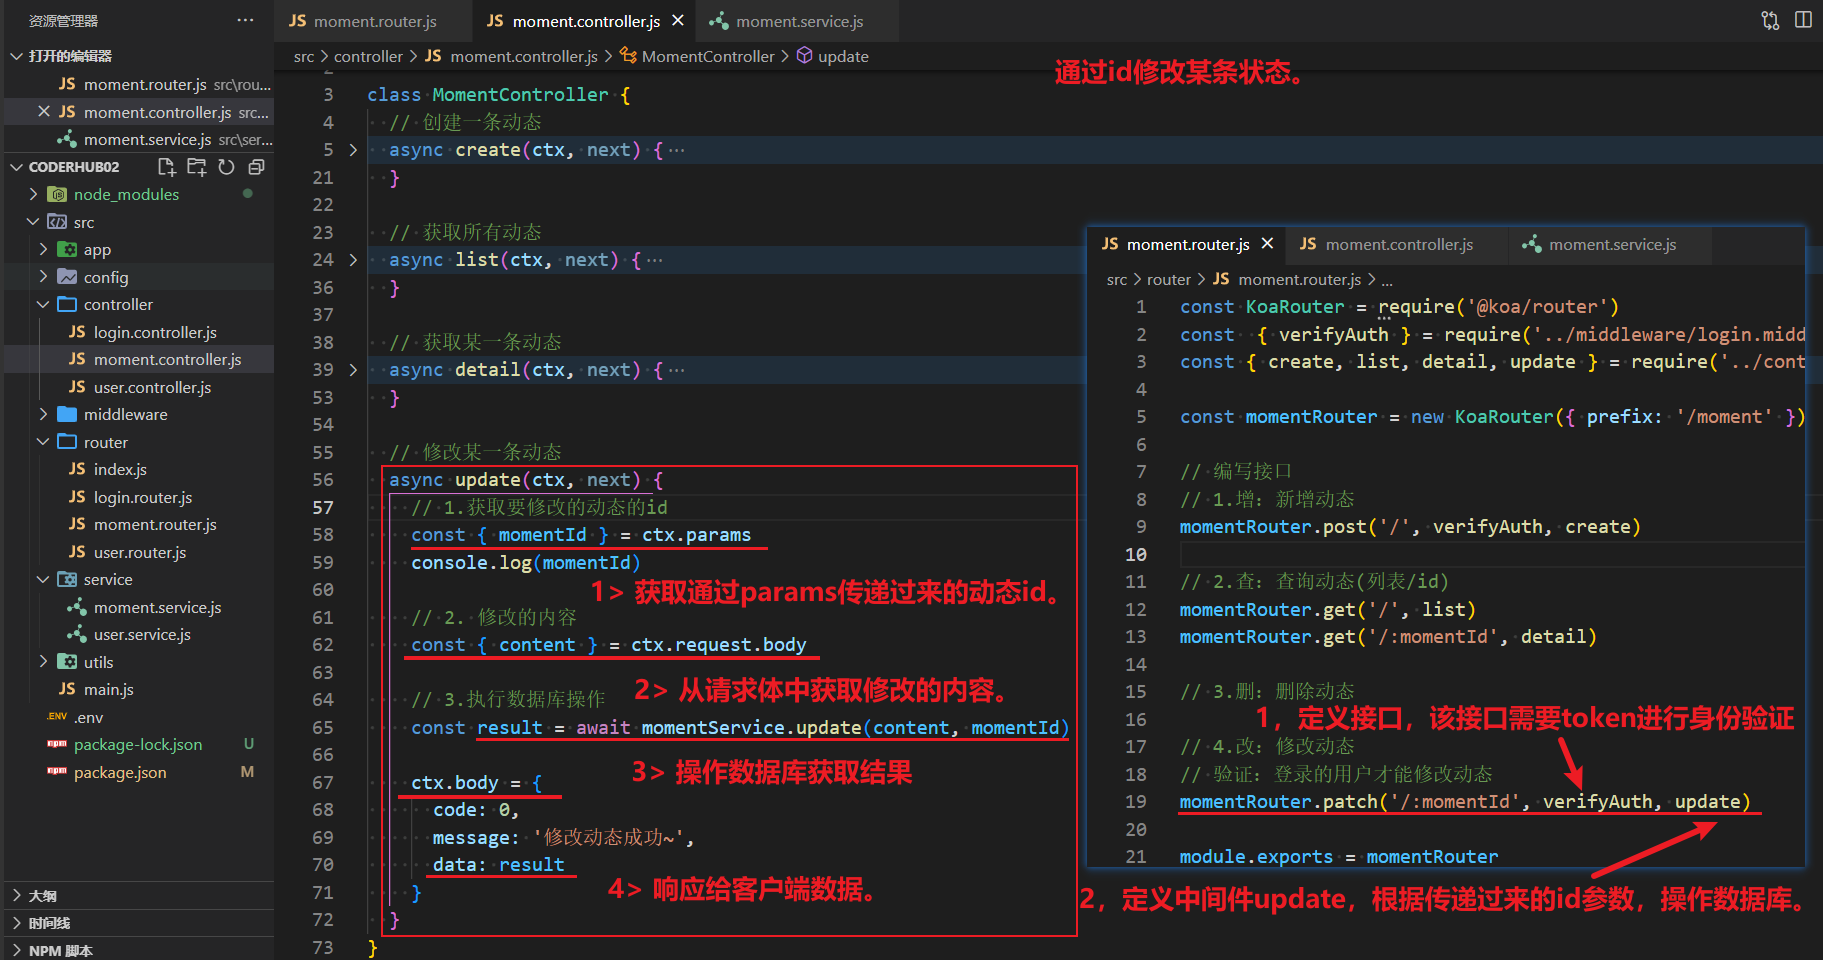 资源管理器
打开的编辑器
JS moment.router.js src\rou...
JS moment.controller.js src...
moment.service.js src\ser...
CODERHUB02
node_modules
src
app
config
controller
JS login.controller.js
JS moment.controller.js
JS user.controller.js
middleware
router
JS index.js
JS login.router.js
JS moment.router.js
JS user.router.js
service
moment.service.js
user.service.js
utils
JS main.js
.ENV .env
npm package-lock.json U
npm package.json M
大纲
时间线
NPM 脚本
JS moment.router.js JS moment.controller.js moment.service.js
src > controller > JS moment.controller.js > MomentController > update
通过id修改某条状态。
2
3 class MomentController {
4 // 创建一条动态
5 async create(ctx, next) { ...
21 }
22
23 // 获取所有动态
24 async list(ctx, next) { ...
36 }
37
38 // 获取某一条动态
39 async detail(ctx, next) { ...
53 }
54
55 // 修改某一条动态
56 async update(ctx, next) {
57 // 1.获取要修改的动态的id
58 const { momentId } = ctx.params
59 console.log(momentId)
60
1> 获取通过params传递过来的动态id。
61 // 2. 修改的内容
62 const { content } = ctx.request.body
63
2> 从请求体中获取修改的内容。
64 // 3.执行数据库操作
65 const result = await momentService.update(content, momentId)
66
3> 操作数据库获取结果
67 ctx.body = {
68 code: 0,
69 message: '修改动态成功~',
70 data: result
4> 响应给客户端数据。
71 }
72 }
73 }
JS moment.router.js JS moment.controller.js moment.service.js
src > router > JS moment.router.js > ...
1 const KoaRouter = require('@koa/router')
2 const { verifyAuth } = require('../middleware/login.midd
3 const { create, list, detail, update } = require('../cont
4
5 const momentRouter = new KoaRouter({ prefix: '/moment' })
6
7 // 编写接口
8 // 1.增: 新增动态
9 momentRouter.post('/', verifyAuth, create)
10
11 // 2.查: 查询动态(列表/id)
12 momentRouter.get('/', list)
13 momentRouter.get('/:momentId', detail)
14
15 // 3.删: 删除动态
16
1，定义接口，该接口需要token进行身份验证
17 // 4.改: 修改动态
18 // 验证: 登录的用户才能修改动态
19 momentRouter.patch('/:momentId', verifyAuth, update)
20
21 module.exports = momentRouter
2，定义中间件update，根据传递过来的id参数，操作数据库。